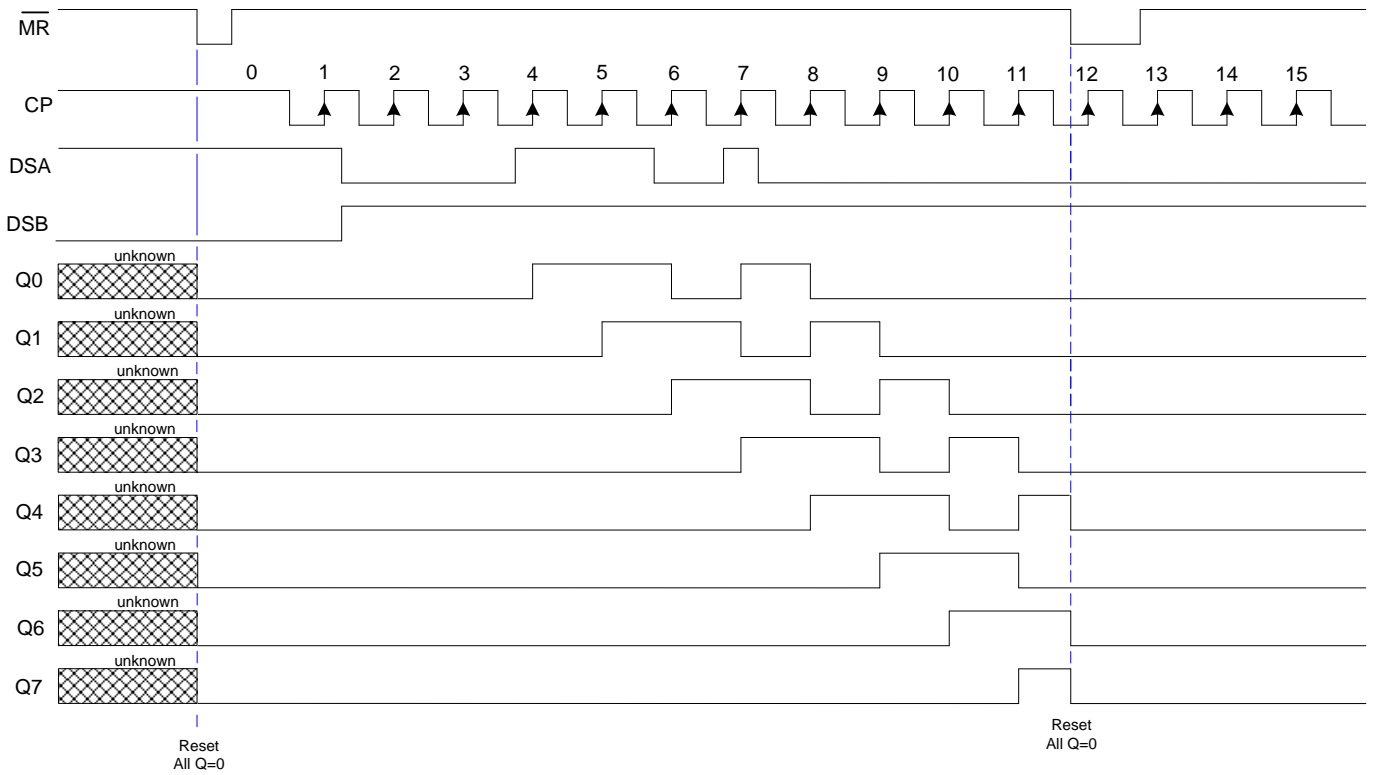 MR
0 1 2 3 4 5 6 7 8 9 10 11 12 13 14 15
CP
DSA
DSB
unknown
Q0
unknown
Q1
unknown
Q2
unknown
Q3
unknown
Q4
unknown
Q5
unknown
Q6
unknown
Q7
Reset
All Q=0
Reset
All Q=0